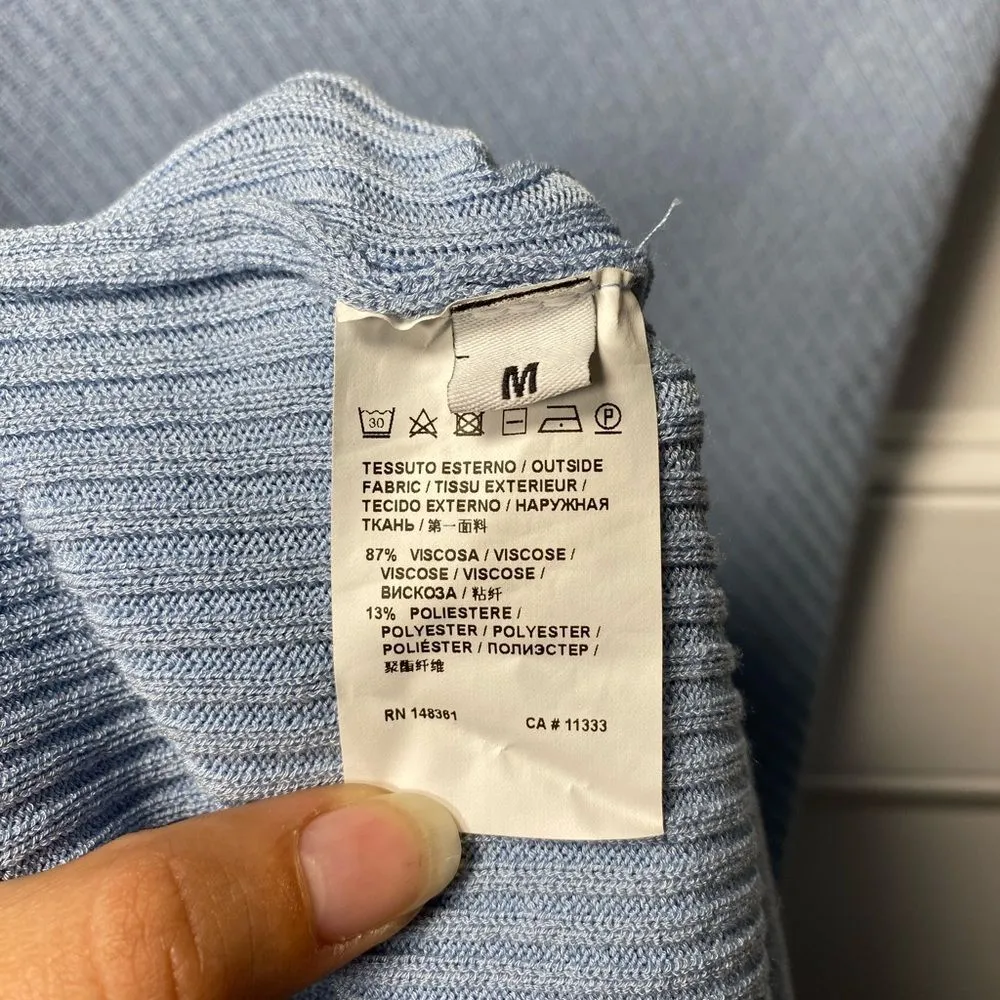 M
30 P
TESSUTO ESTERNO / OUTSIDE
FABRIC / TISSU EXTERIEUR /
TECIDO EXTERNO / НАРУЖНАЯ
ТКАНЬ / 第一面料
87% VISCOSA / VISCOSE /
VISCOSE / VISCOSE /
ВИСКОЗА / 粘纤
13% POLIESTERE /
POLYESTER / POLYESTER /
POLIÉSTER / ПОЛИЭСТЕР /
聚酯纤维
RN 148361 CA # 11333